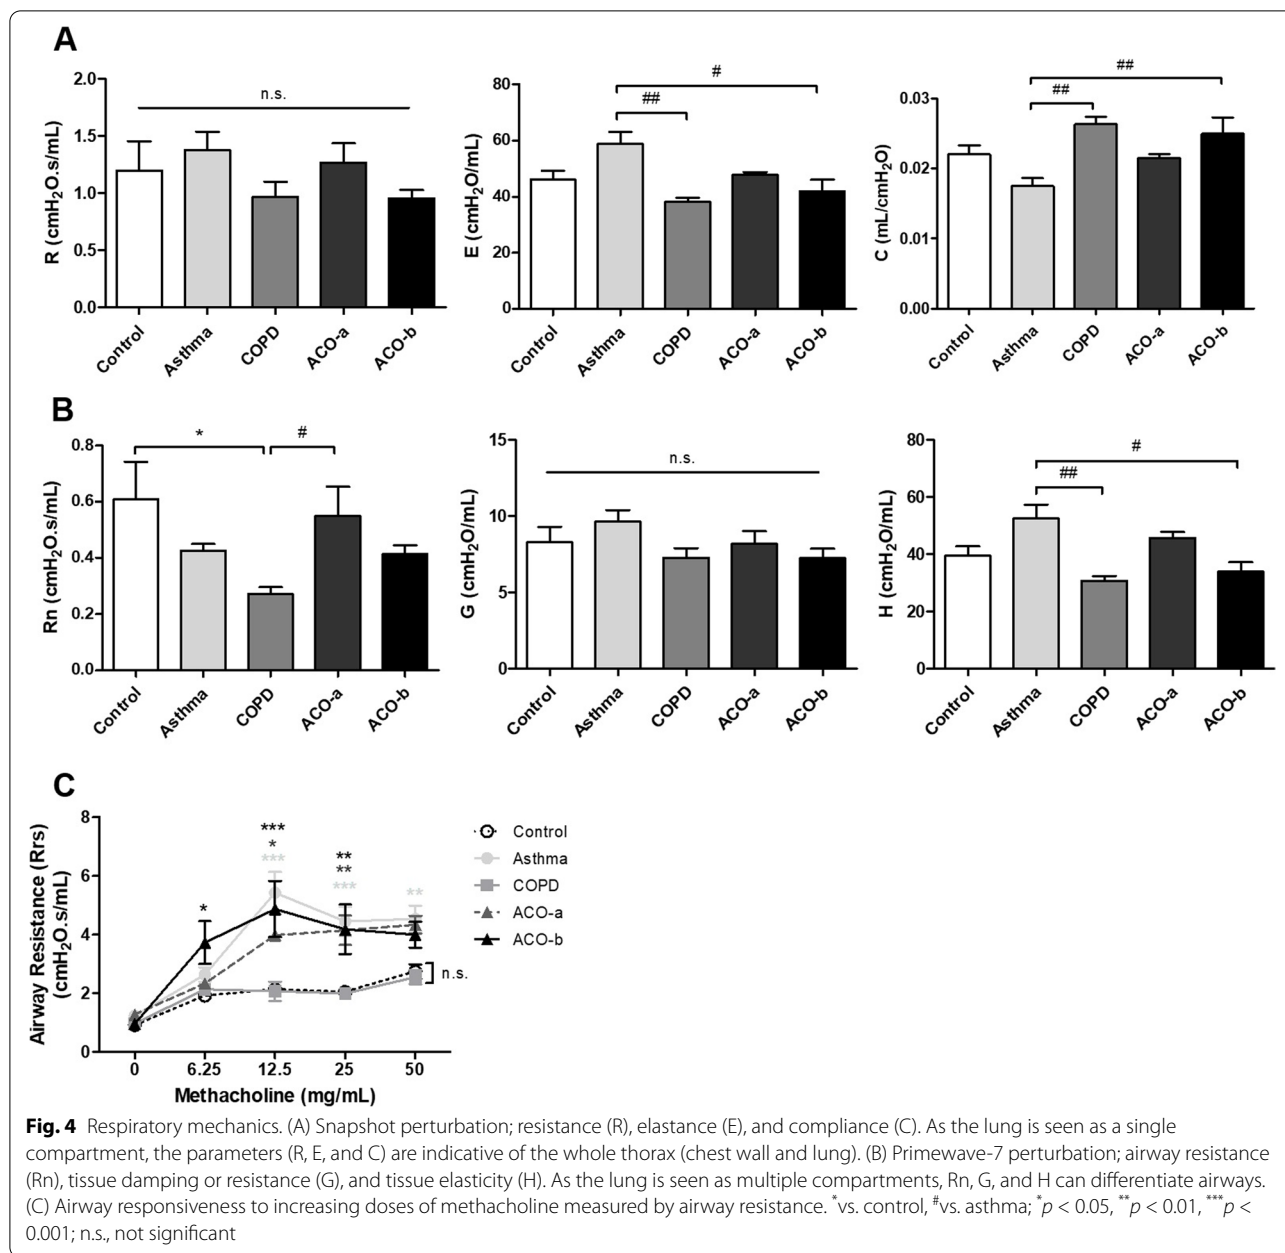 A
R (cmH2O.s/mL)
2.0
1.5
1.0
0.5
0.0
n.s.
Control
Asthma
COPD
ACO-a
ACO-b
E (cmH2O/mL)
80
60
40
20
0
#
##
Control
Asthma
COPD
ACO-a
ACO-b
C (mL/cmH2O)
0.03
0.02
0.01
0.00
##
##
Control
Asthma
COPD
ACO-a
ACO-b
B
Rn (cmH2O.s/mL)
0.8
0.6
0.4
0.2
0.0
*
#
Control
Asthma
COPD
ACO-a
ACO-b
G (cmH2O/mL)
15
10
5
0
n.s.
Control
Asthma
COPD
ACO-a
ACO-b
H (cmH2O/mL)
80
60
40
20
0
#
##
Control
Asthma
COPD
ACO-a
ACO-b
C
Airway Resistance (Rrs)
(cmH2O.s/mL)
8
6
4
2
0
*
***
*
***
**
**
***
**
n.s.
0
6.25
12.5
25
50
Methacholine (mg/mL)
Control
Asthma
COPD
ACO-a
ACO-b
Fig. 4 Respiratory mechanics. (A) Snapshot perturbation; resistance (R), elastance (E), and compliance (C). As the lung is seen as a single
compartment, the parameters (R, E, and C) are indicative of the whole thorax (chest wall and lung). (B) Primewave-7 perturbation; airway resistance
(Rn), tissue damping or resistance (G), and tissue elasticity (H). As the lung is seen as multiple compartments, Rn, G, and H can differentiate airways.
(C) Airway responsiveness to increasing doses of methacholine measured by airway resistance. *vs. control, #vs. asthma; *p < 0.05, **p < 0.01, ***p <
0.001; n.s., not significant